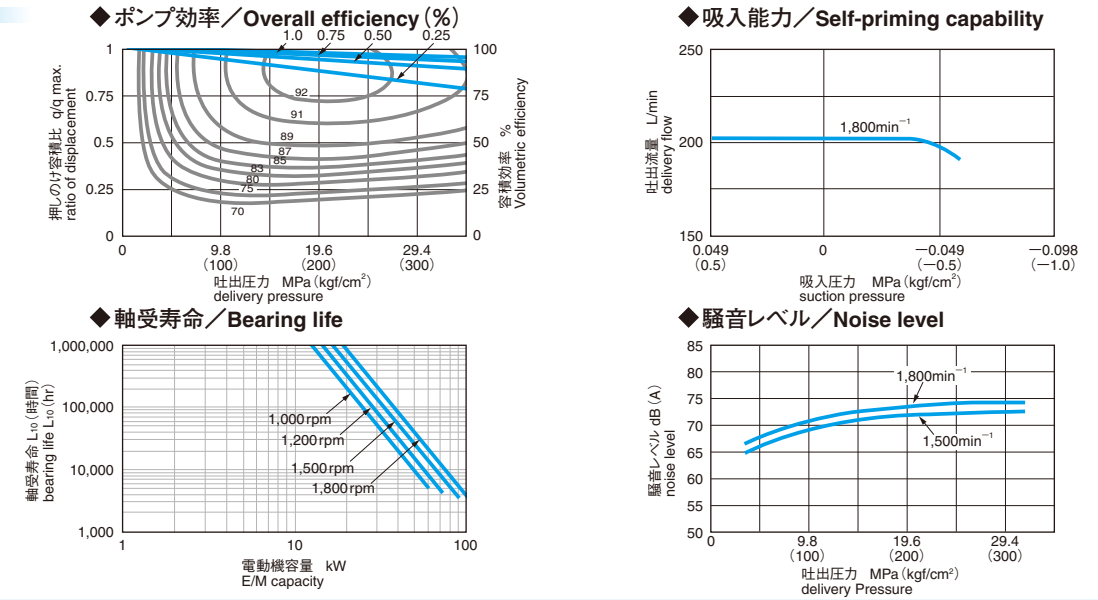 ◆ポンプ効率／Overall efficiency（%）
1.0 0.75 0.50 0.25
1
0.75
0.5
0.25
0
押しのけ容積比 q/q max.
ratio of displacement
92
91
89
87
85
83
80
75
70
100
75
50
25
0
容積効率 %
Volumetric efficiency
0 9.8 19.6 29.4
(100) (200) (300)
吐出圧力 MPa（kgf/cm²）
delivery pressure
◆吸入能力／Self-priming capability
250
200
150
吐出流量 L/min
delivery flow
1,800min⁻¹
0.049 0 −0.049 −0.098
(0.5) (−0.5) (−1.0)
吸入圧力 MPa（kgf/cm²）
suction pressure
◆軸受寿命／Bearing life
1,000,000
100,000
10,000
1,000
軸受寿命 L₁₀（時間）
bearing life L₁₀（hr）
1,000rpm
1,200rpm
1,500rpm
1,800rpm
1 10 100
電動機容量 kW
E/M capacity
◆騒音レベル／Noise level
85
80
75
70
65
60
55
50
騒音レベル dB（A）
noise level
1,800min⁻¹
1,500min⁻¹
0 9.8 19.6 29.4
(100) (200) (300)
吐出圧力 MPa（kgf/cm²）
delivery Pressure